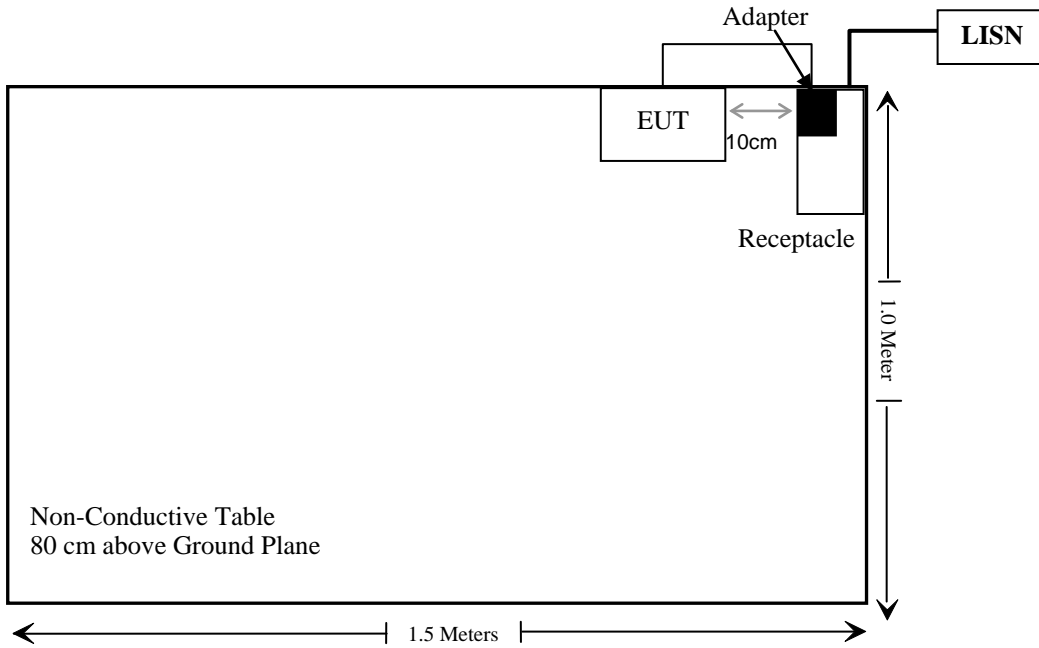 Adapter
LISN
EUT
10cm
Receptacle
1.0 Meter
Non-Conductive Table
80 cm above Ground Plane
1.5 Meters